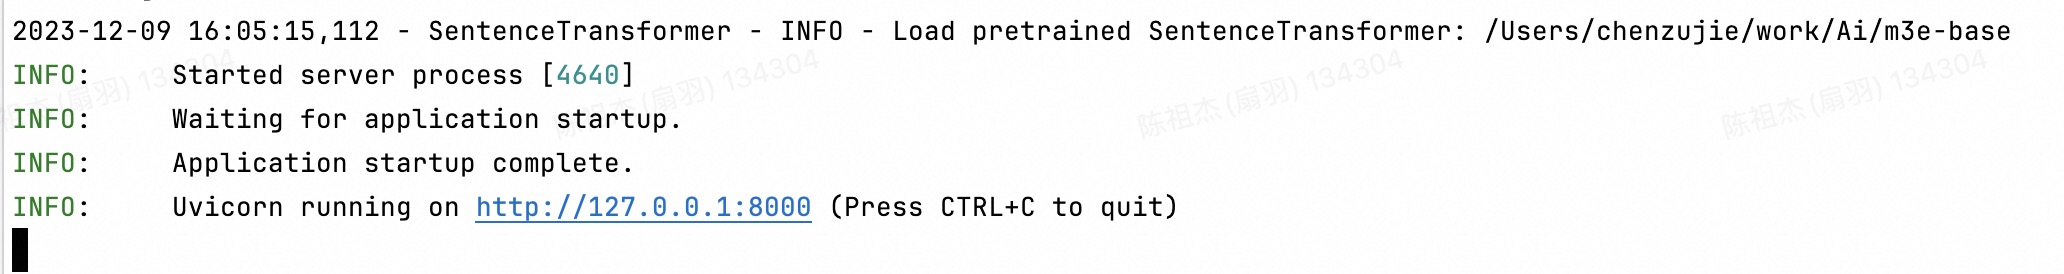 2023-12-09 16:05:15,112 - SentenceTransformer - INFO - Load pretrained SentenceTransformer: /Users/chenzujie/work/Ai/m3e-base
INFO:     Started server process [4640]
INFO:     Waiting for application startup.
INFO:     Application startup complete.
INFO:     Uvicorn running on http://127.0.0.1:8000 (Press CTRL+C to quit)
陈祖杰 (扇羽) 134304
陈祖杰 (扇羽) 134304
陈祖杰 (扇羽) 134304
陈祖杰 (扇羽) 134304